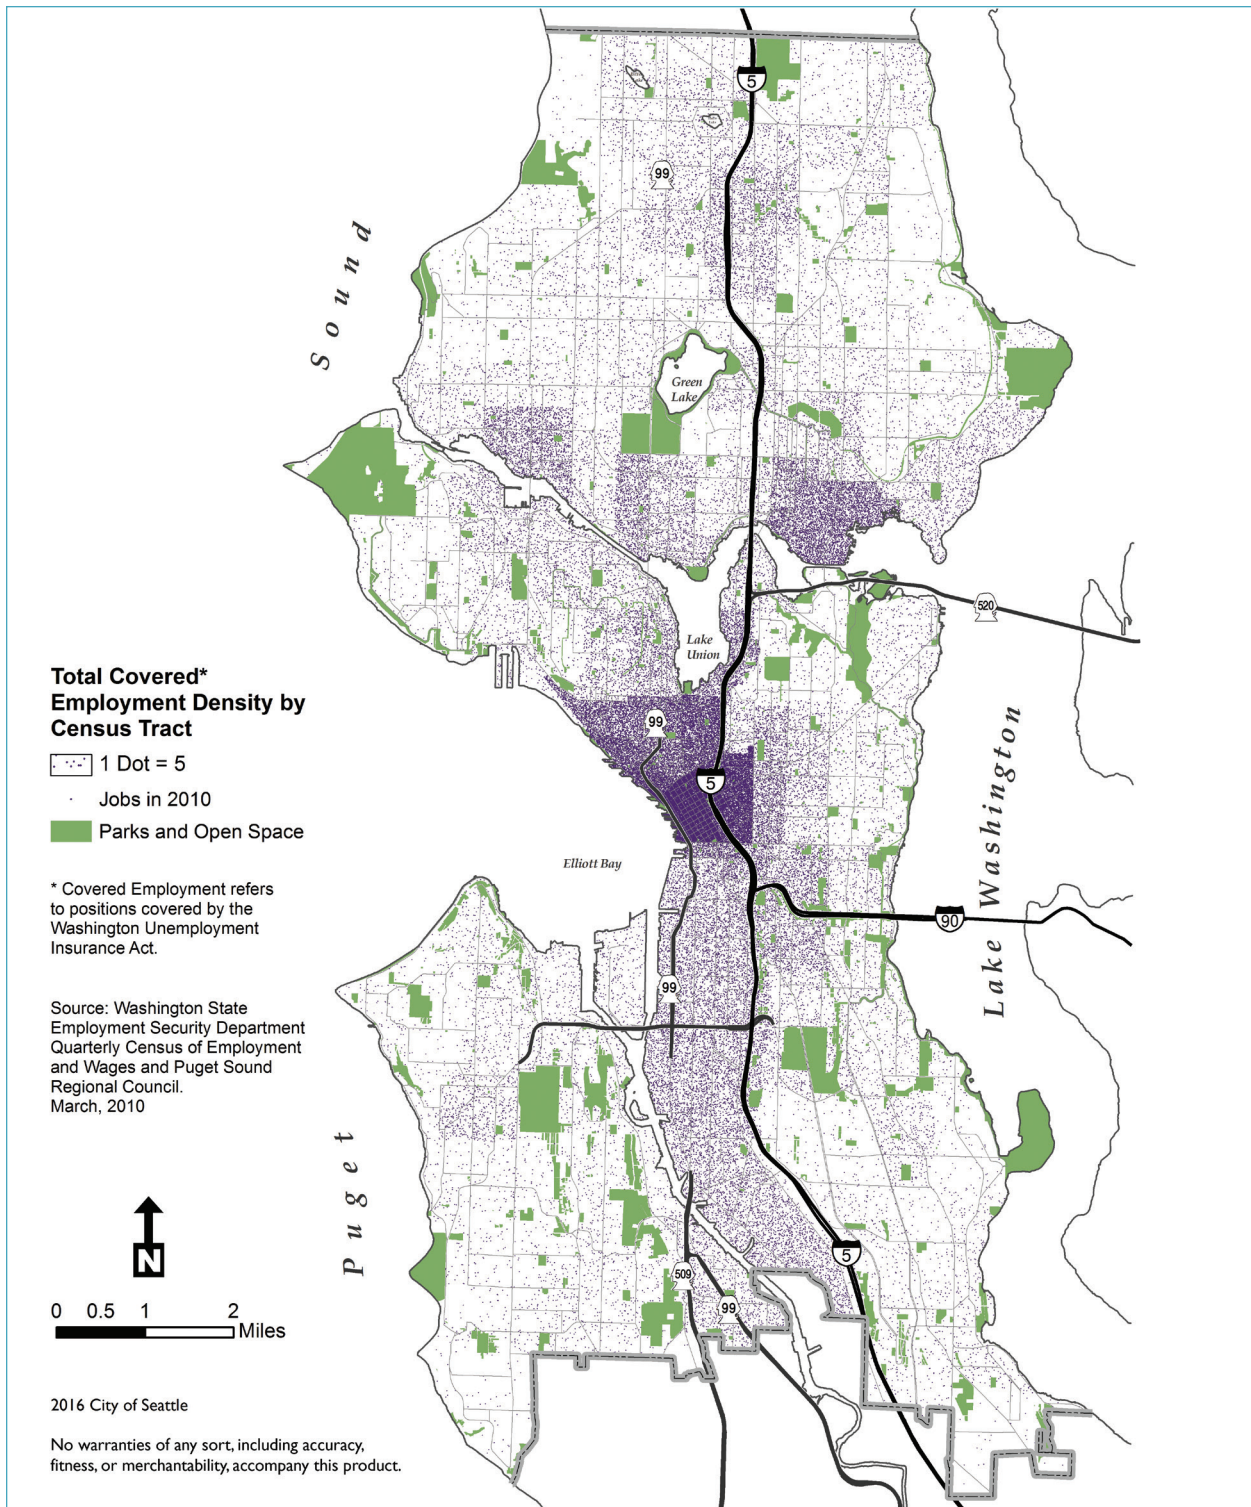 5
99
Sound
Green
Lake
520
Lake
Union
Total Covered*
Employment Density by
Census Tract
1 Dot = 5
Jobs in 2010
Parks and Open Space
99
5
Lake Washington
Elliott Bay
* Covered Employment refers
to positions covered by the
Washington Unemployment
Insurance Act.
90
99
Source: Washington State
Employment Security Department
Quarterly Census of Employment
and Wages and Puget Sound
Regional Council.
March, 2010
Puget
N
5
509
99
0 0.5 1 2
Miles
2016 City of Seattle
No warranties of any sort, including accuracy,
fitness, or merchantability, accompany this product.